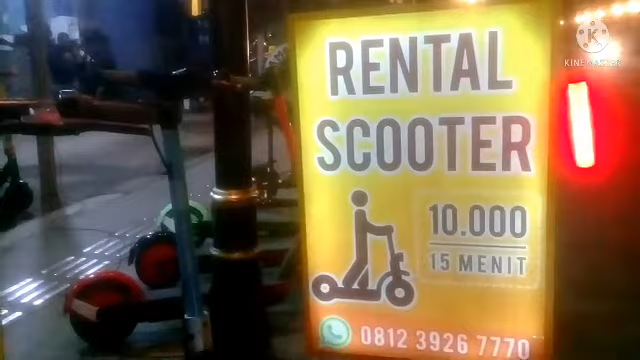 KINEMASTER
RENTAL
SCOOTER
10.000
15 MENIT
0812 3926 7770